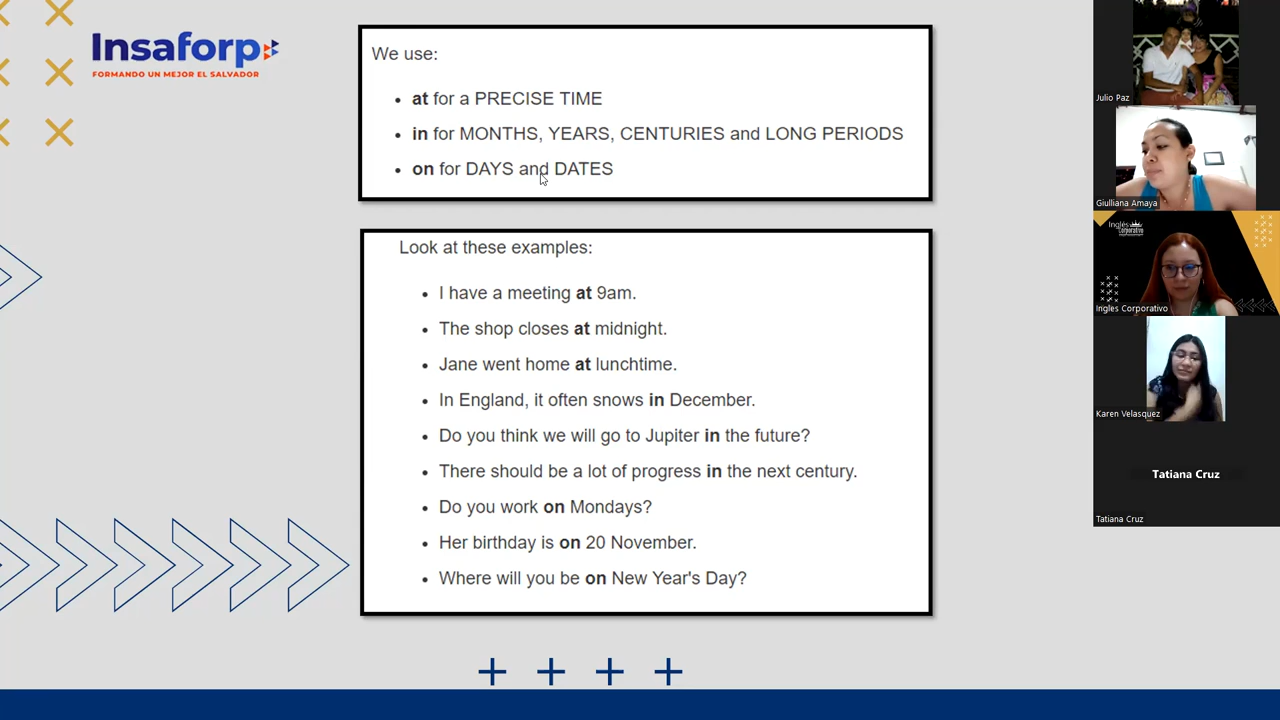 Insaforp
FORMANDO UN MEJOR EL SALVADOR
We use:
• at for a PRECISE TIME
• in for MONTHS, YEARS, CENTURIES and LONG PERIODS
• on for DAYS and DATES
Look at these examples:
• I have a meeting at 9am.
• The shop closes at midnight.
• Jane went home at lunchtime.
• In England, it often snows in December.
• Do you think we will go to Jupiter in the future?
• There should be a lot of progress in the next century.
• Do you work on Mondays?
• Her birthday is on 20 November.
• Where will you be on New Year's Day?
Julio Paz
Giulliana Amaya
Inglés
Corporativo
Ingles Corporativo
Karen Velasquez
Tatiana Cruz
Tatiana Cruz